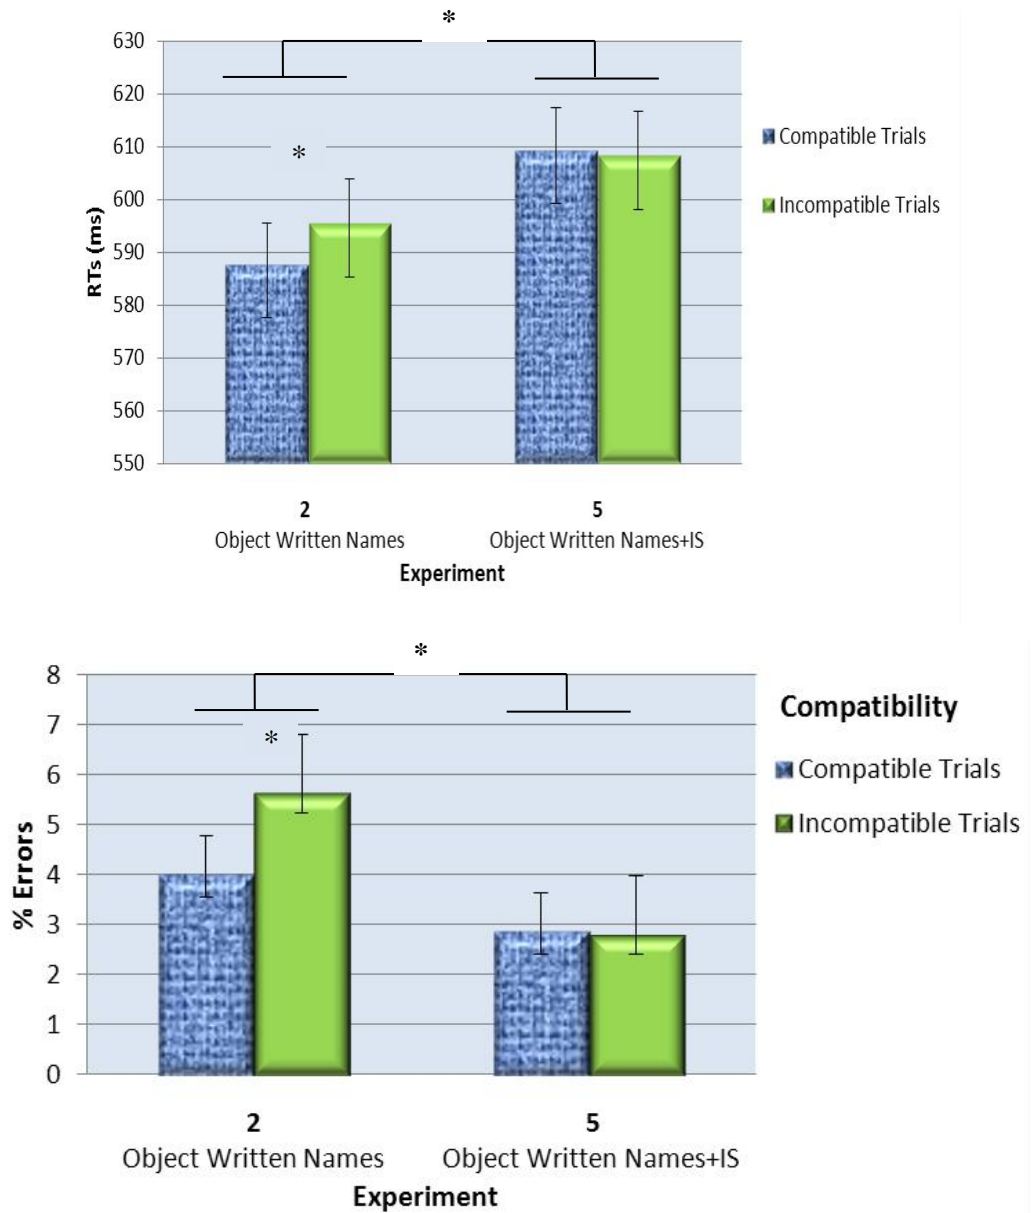 *
630
620
610
600
590
580
570
560
550
RTs (ms)
*
Compatible Trials
Incompatible Trials
2
5
Object Written Names
Object Written Names+IS
Experiment
*
8
7
6
5
4
3
2
1
0
% Errors
*
Compatibility
Compatible Trials
Incompatible Trials
2
5
Object Written Names
Object Written Names+IS
Experiment